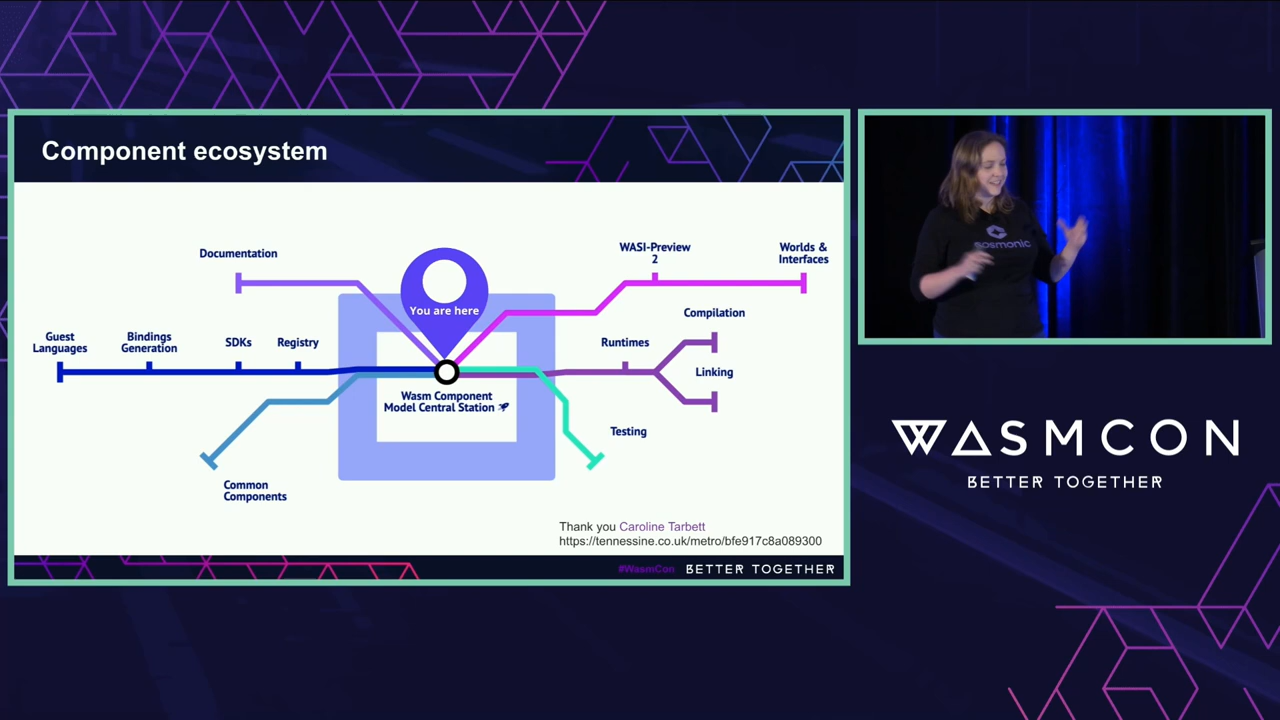 Component ecosystem
Documentation
You are here
WASI-Preview
2
Worlds &
Interfaces
Guest
Languages
Bindings
Generation
SDKs
Registry
Runtimes
Compilation
Linking
Wasm Component
Model Central Station 🚀
Testing
Common
Components
Thank you Caroline Tarbett
https://tennessine.co.uk/metro/bfe917c8a089300
#WasmCon BETTER TOGETHER
cosmonic
WASMCON
BETTER TOGETHER